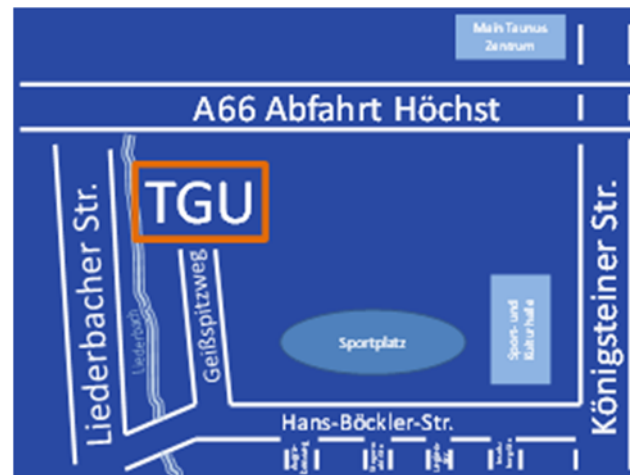 Main Taunus
Zentrum
A66 Abfahrt Höchst
TGU
Liederbacher Str.
Liederbach
Geißspitzweg
Sportplatz
Sport- und
Kulturhalle
Königsteiner Str.
Hans-Böckler-Str.